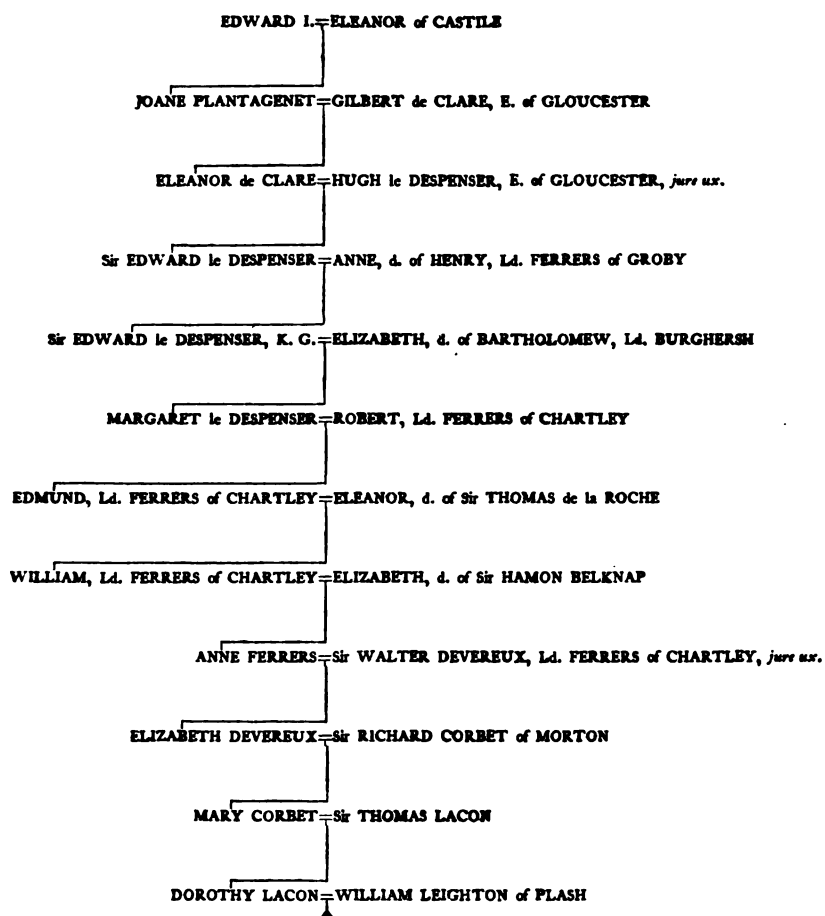 EDWARD I.=ELEANOR of CASTILE
JOANE PLANTAGENET=GILBERT de CLARE, E. of GLOUCESTER
ELEANOR de CLARE=HUGH le DESPENSER, E. of GLOUCESTER, jure ux.
Sir EDWARD le DESPENSER=ANNE, d. of HENRY, Ld. FERRERS of GROBY
Sir EDWARD le DESPENSER, K. G.=ELIZABETH, d. of BARTHOLOMEW, Ld. BURGHERSH
MARGARET le DESPENSER=ROBERT, Ld. FERRERS of CHARTLEY
EDMUND, Ld. FERRERS of CHARTLEY=ELEANOR, d. of Sir THOMAS de la ROCHE
WILLIAM, Ld. FERRERS of CHARTLEY=ELIZABETH, d. of Sir HAMON BELKNAP
ANNE FERRERS=Sir WALTER DEVEREUX, Ld. FERRERS of CHARTLEY, jure ux.
ELIZABETH DEVEREUX=Sir RICHARD CORBET of MORTON
MARY CORBET=Sir THOMAS LACON
DOROTHY LACON=WILLIAM LEIGHTON of PLASH